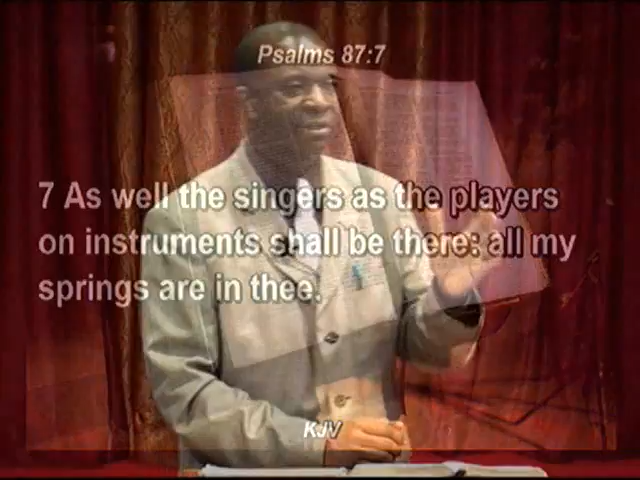 Psalms 87:7
7 As well the singers as the players
on instruments shall be there: all my
springs are in thee.
KJV